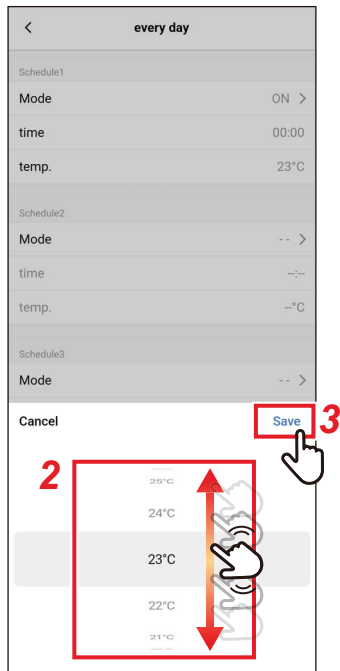 every day
Schedule1
Mode ON
time 00:00
temp. 23°C
Schedule2
Mode --
time --:--
temp. --°C
Schedule3
Mode --
Cancel Save 3
2
25°C
24°C
23°C
22°C
21°C